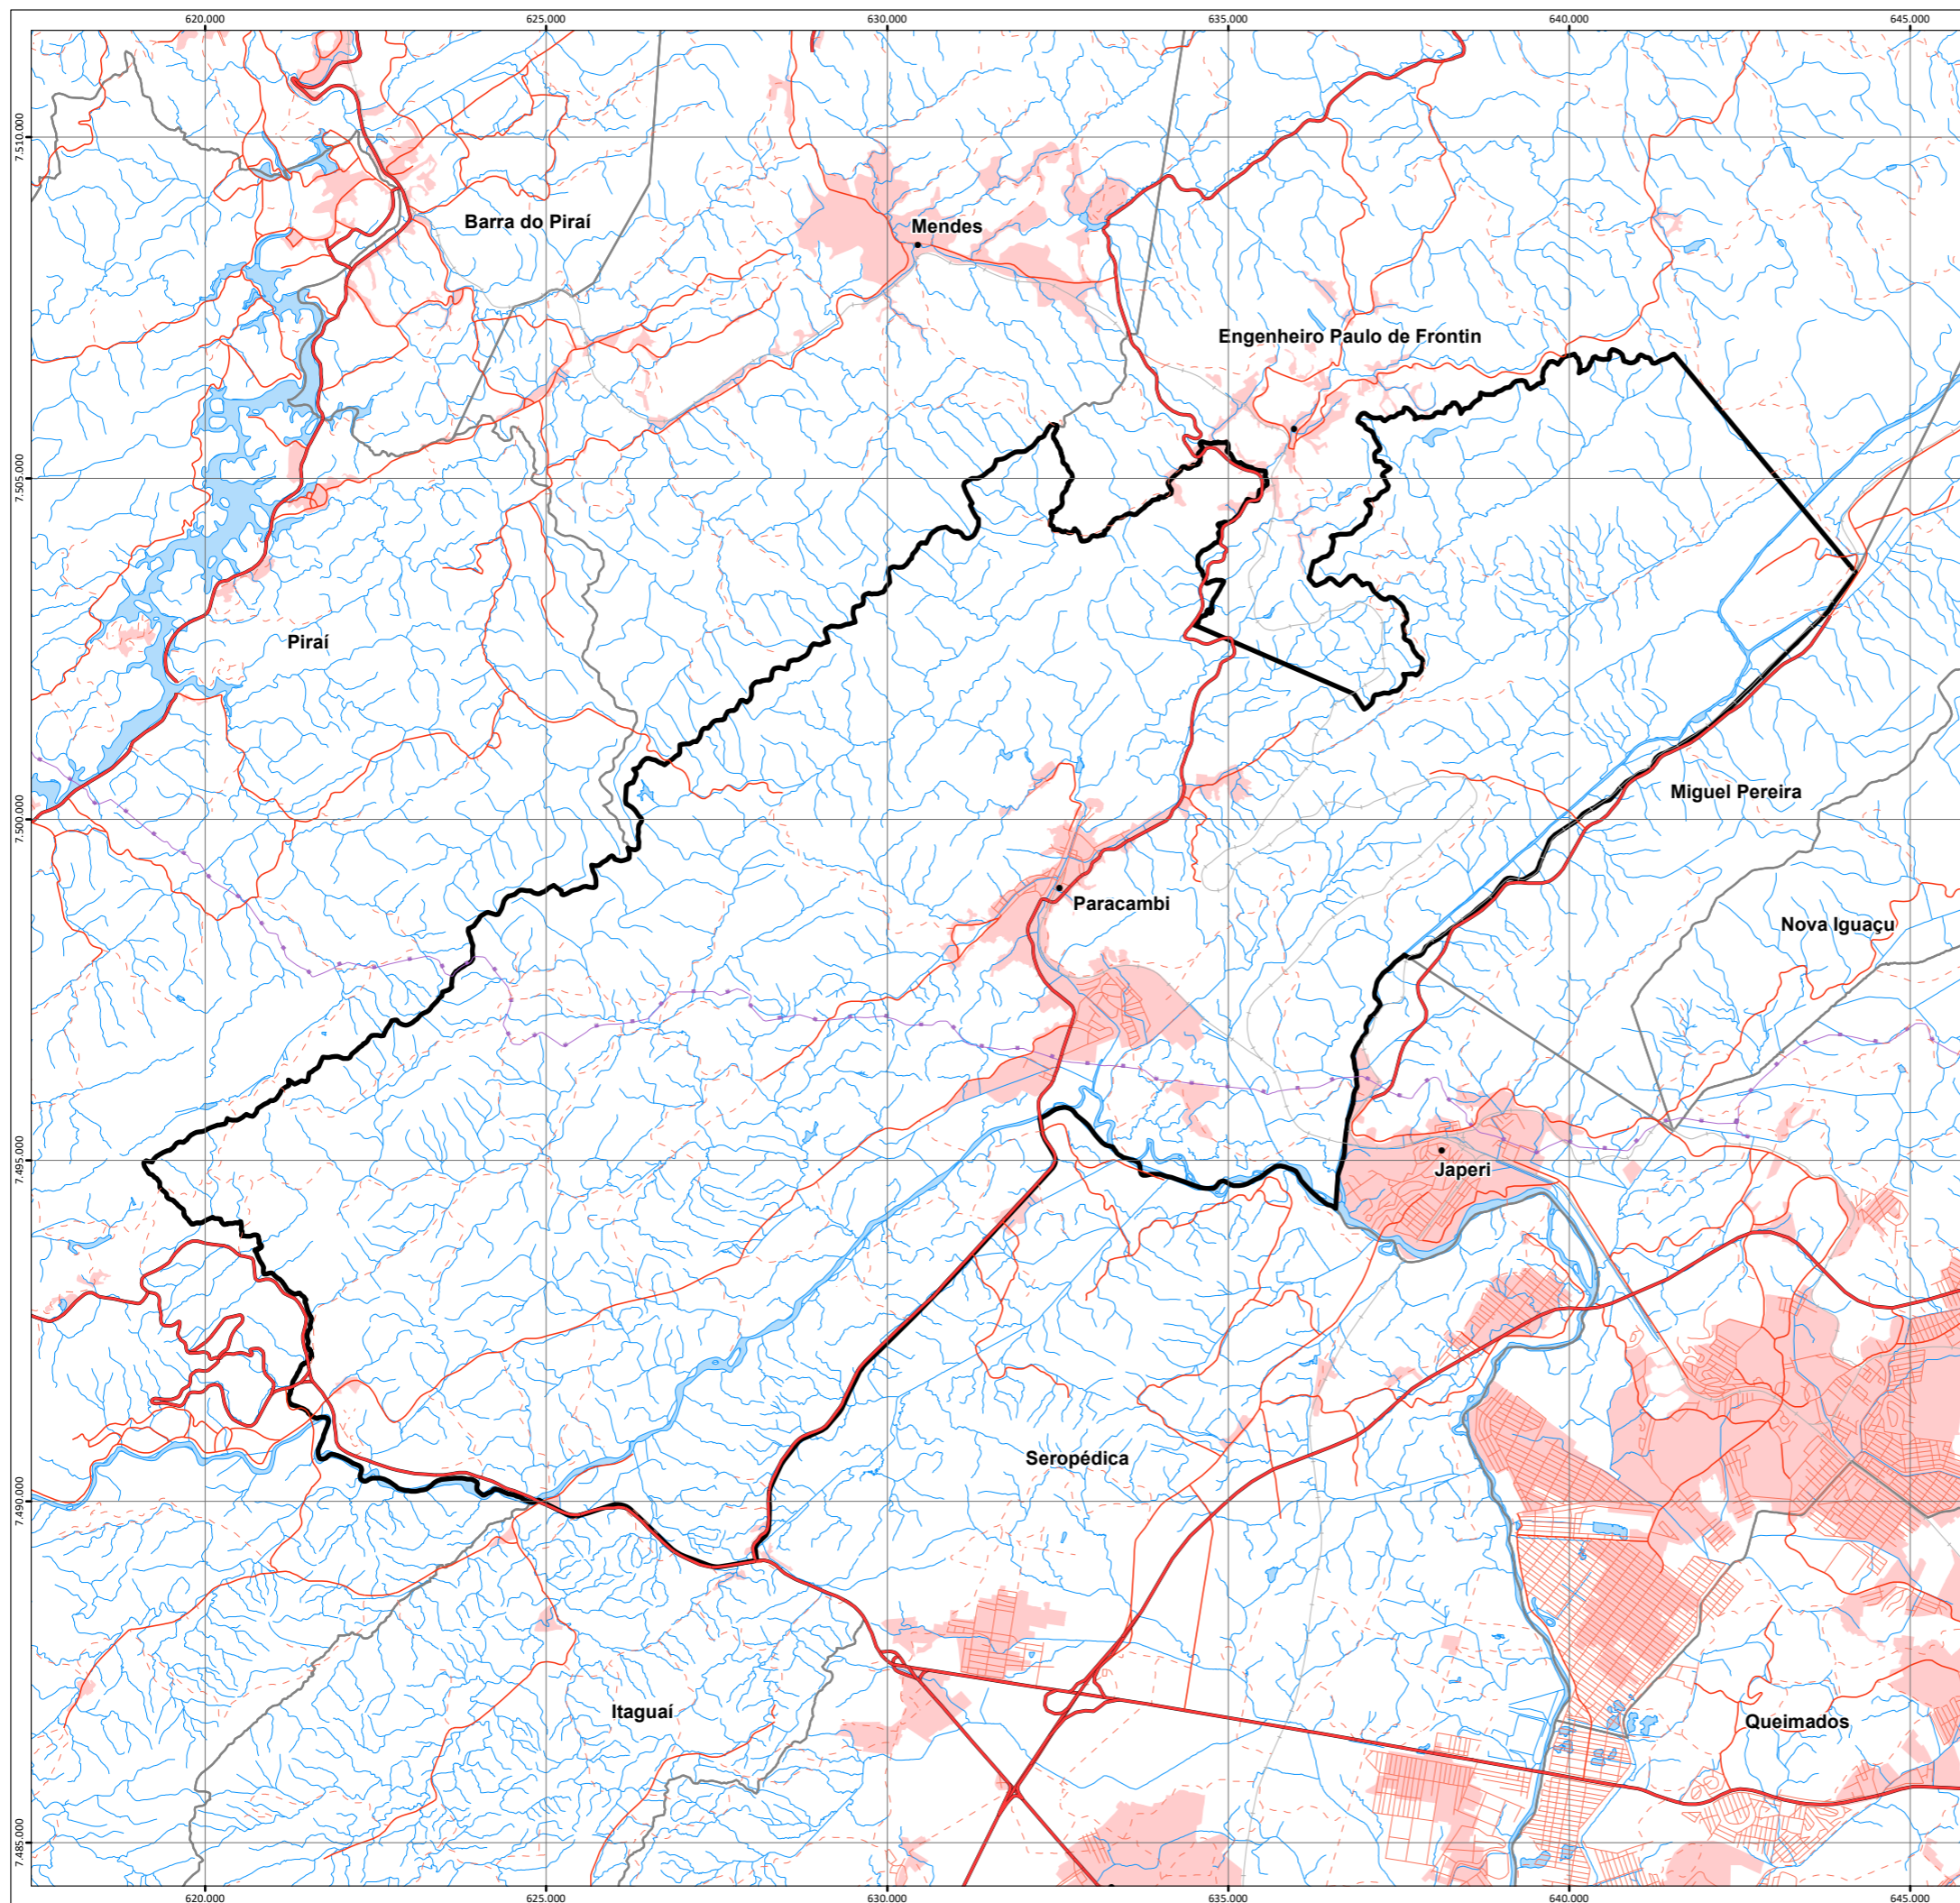 620.000 625.000 630.000 635.000 640.000 645.000
7.510.000
Barra do Piraí
Mendes
Engenheiro Paulo de Frontin
7.505.000
Piraí
Miguel Pereira
7.500.000
Paracambi
Nova Iguaçu
7.495.000
Japeri
Seropédica
7.490.000
Itaguaí
Queimados
7.485.000
620.000 625.000 630.000 635.000 640.000 645.000